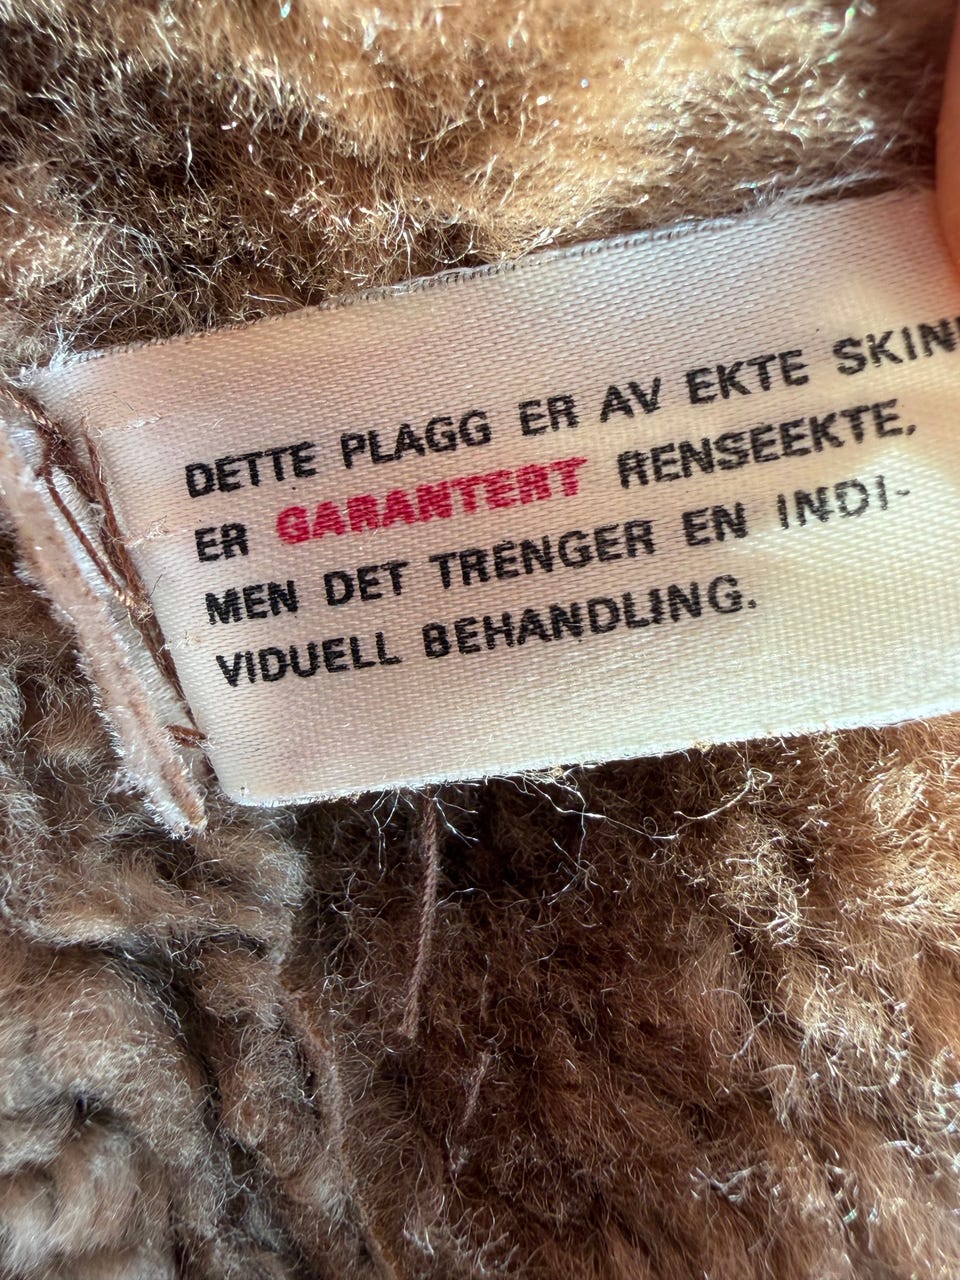 DETTE PLAGG ER AV EKTE SKIN
ER GARANTERT RENSEEKTE,
MEN DET TRENGER EN INDI-
VIDUELL BEHANDLING.